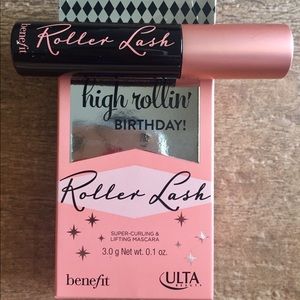 benefit Roller Lash
high rollin'
BIRTHDAY!
Roller Lash
SUPER-CURLING &
LIFTING MASCARA
3.0 g Net wt. 0.1 oz.
benefit
ULTA
BEAUTY